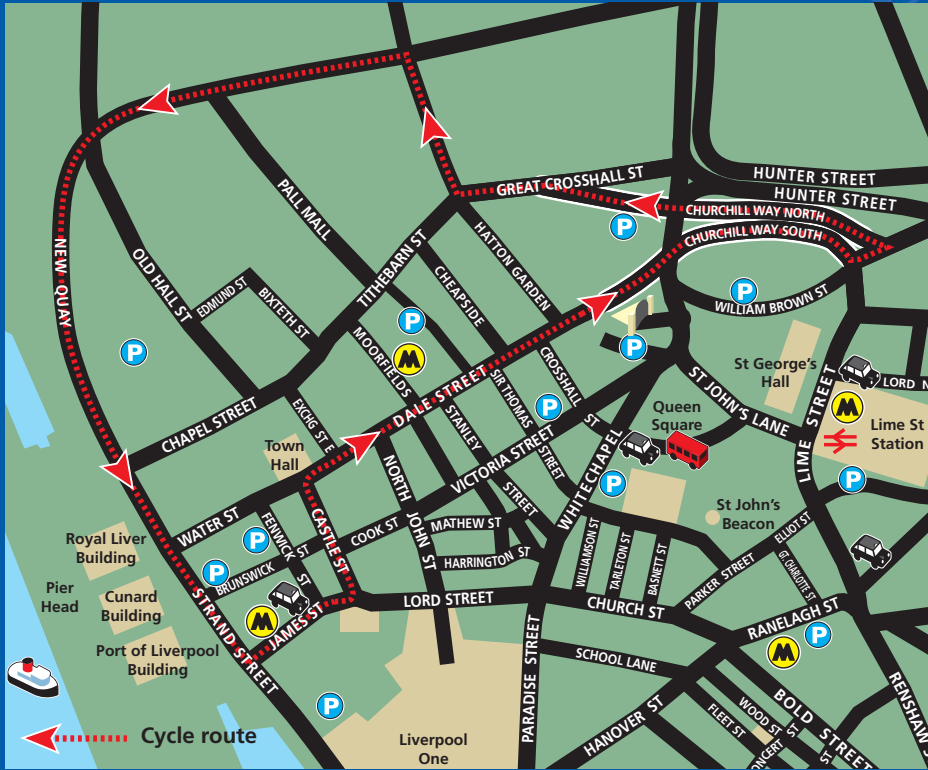 HUNTER STREET
HUNTER STREET
GREAT CROSSHALL ST
CHURCHILL WAY NORTH
CHURCHILL WAY SOUTH
PALL MALL
HATTON GARDEN
TITHEBARN ST
NEW QUAY
OLD HALL ST
EDMUND ST
BIXTETH ST
CHEAPSIDE
WILLIAM BROWN ST
P
P
P
P
P
M
MOORFIELDS
DALE STREET
SIR THOMAS
STREET
CROSSHALL ST
St George's
Hall
ST JOHN'S LANE
LIME STREET
LORD N
M
Lime St
Station
Queen
Square
P
CHAPEL STREET
EXCHG ST E
Town
Hall
STANLEY
STREET
VICTORIA STREET
WHITECHAPEL
P
P
St John's
Beacon
WATER ST
FENWICK ST
CASTLE ST
COOK ST
NORTH
JOHN ST
MATHEW ST
HARRINGTON ST
WILLIAMSON ST
TARLETON ST
BASNETT ST
PARKER STREET
ELLIOT ST
GT CHARLOTTE ST
Royal Liver
Building
P
P
BRUNSWICK ST
Pier
Head
Cunard
Building
Port of Liverpool
Building
STRAND STREET
M
JAMES ST
LORD STREET
CHURCH ST
RANELAGH ST
P
M
PARADISE STREET
SCHOOL LANE
HANOVER ST
FLEET ST
WOOD ST
BOLD
STREET
RENSHAW S
ONCERT ST
ST
P
Liverpool
One
Cycle route